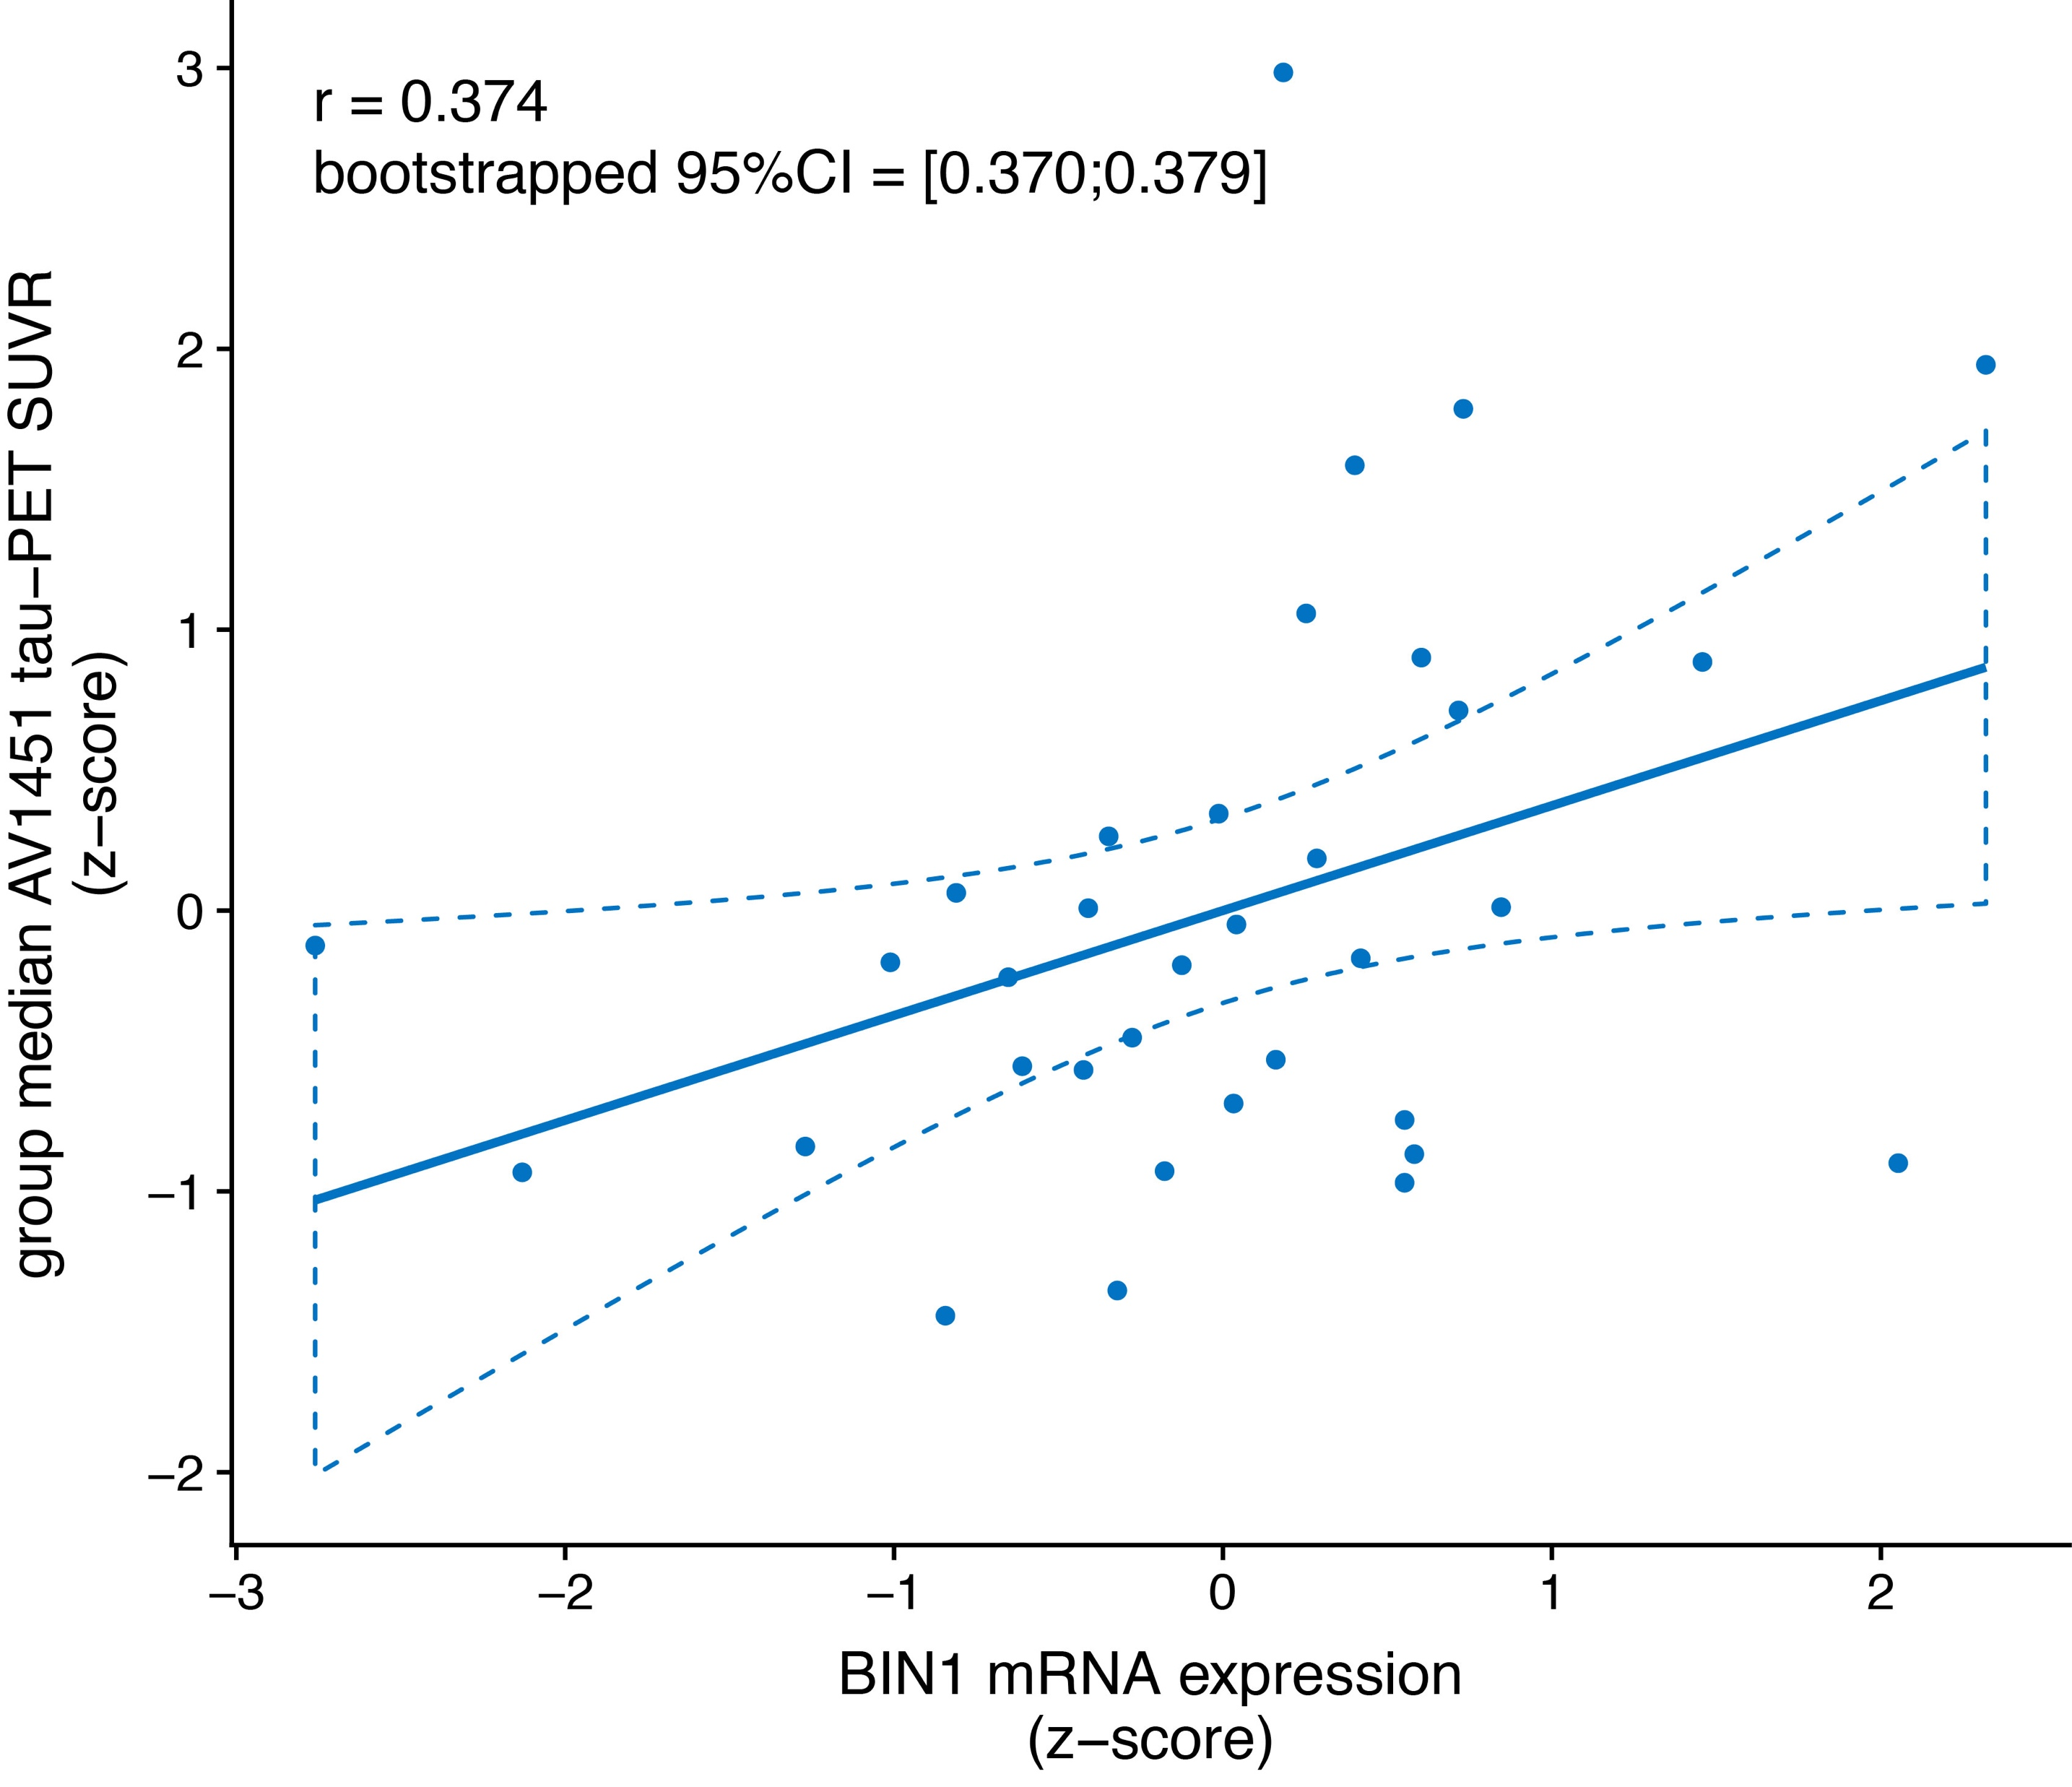 r = 0.374
bootstrapped 95%CI = [0.370;0.379]
group median AV1451 tau−PET SUVR
(z−score)
3
2
1
0
−1
−2
−3
−2
−1
0
1
2
BIN1 mRNA expression
(z−score)